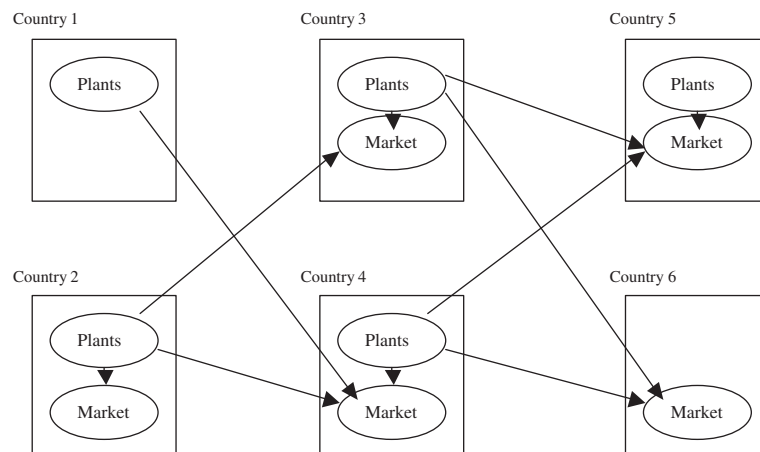 Country 1
Country 3
Country 5
Plants
Plants
Plants
Market
Market
Country 2
Country 4
Country 6
Plants
Plants
Market
Market
Market